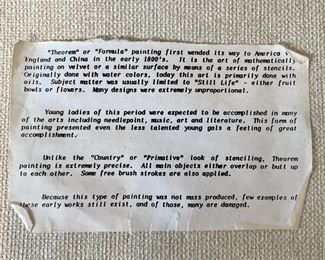 "Theorem" or "Formula" painting first wended its way to America
England and China in the early 1800's. It is the art of mathematically
painting on velvet or a similar surface by means of a series of stencils.
Originally done with water colors, today this art is primarily done with
oils. Subject matter was usually limited to "Still Life" - either fruit
bowls or flowers. Many designs were extremely unproportional.
Young ladies of this period were expected to be accomplished in many
of the arts including needlepoint, music, art and literature. This form of
painting presented even the less talented young gals a feeling of great
accomplishment.
Unlike the "Country" or "Primative" look of stenciling, Theorem
painting is extremely precise. All main objects either overlap or butt up
to each other. Some free brush strokes are also applied.
Because this type of painting was not mass produced, few examples of
these early works still exist, and of those, many are damaged.